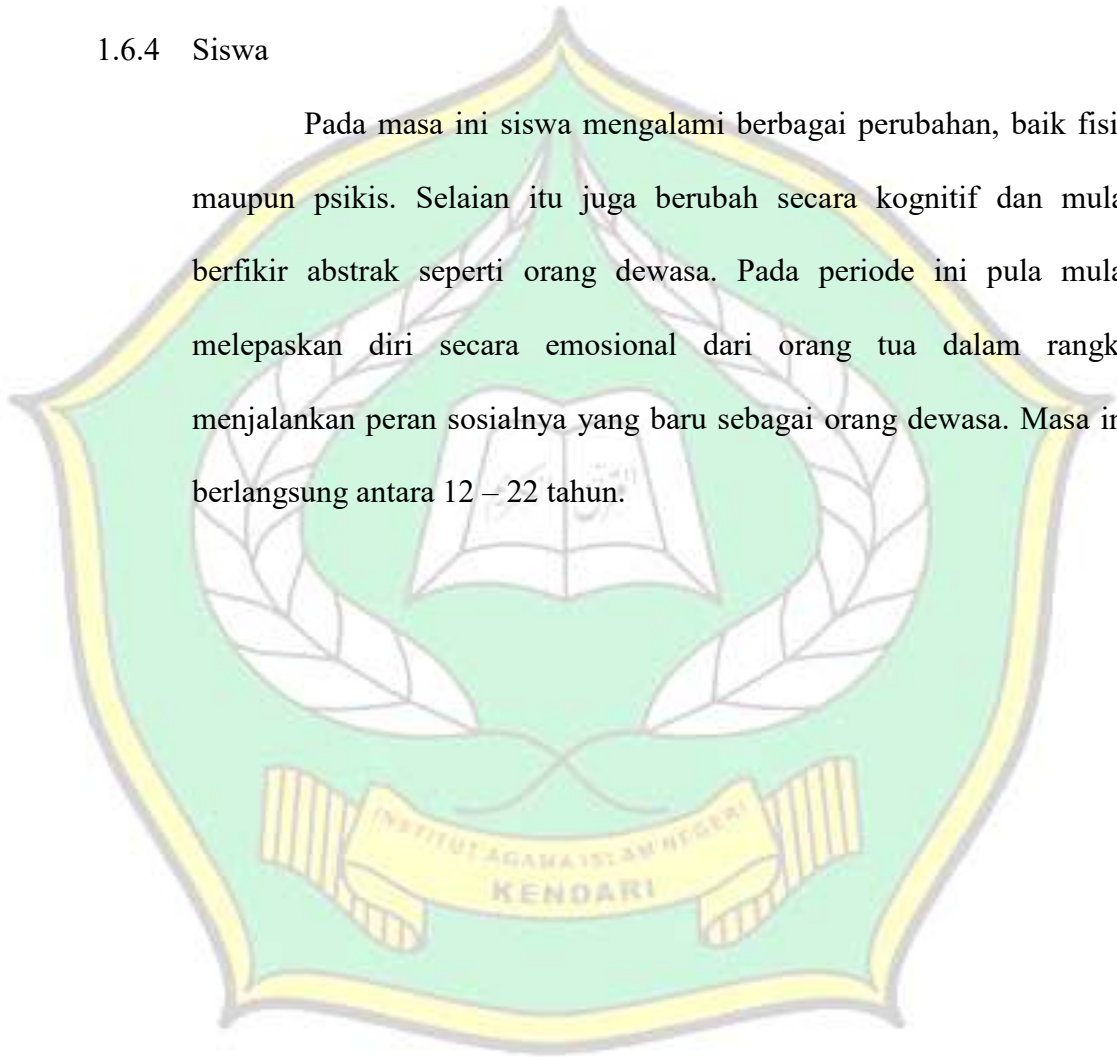 1.6.4 Siswa
Pada masa ini siswa mengalami berbagai perubahan, baik fisi
maupun psikis. Selaian itu juga berubah secara kognitif dan mula
berfikir abstrak seperti orang dewasa. Pada periode ini pula mula
melepaskan diri secara emosional dari orang tua dalam rangk
menjalankan peran sosialnya yang baru sebagai orang dewasa. Masa in
berlangsung antara 12 – 22 tahun.
INSTITUT AGAMA ISLAM NEGERI
KENDARI